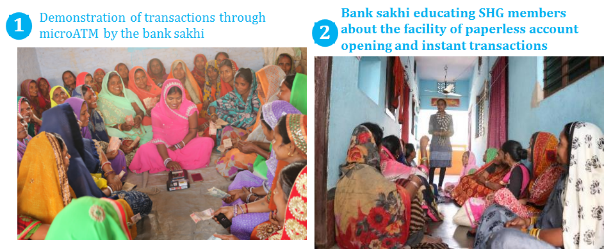 1
Demonstration of transactions through
microATM by the bank sakhi
2
Bank sakhi educating SHG members
about the facility of paperless account
opening and instant transactions